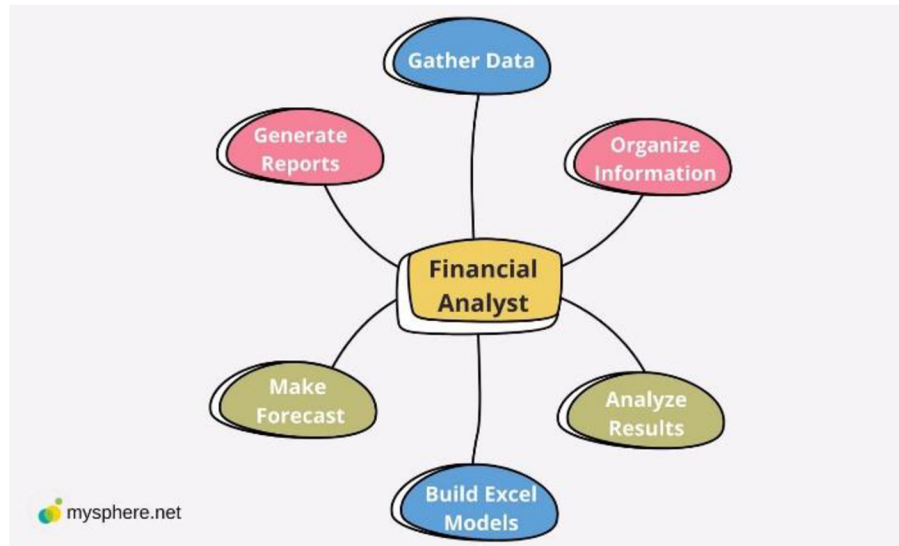 Gather Data
Generate
Reports
Organize
Information
Financial
Analyst
Make
Forecast
Analyze
Results
Build Excel
Models
mysphere.net